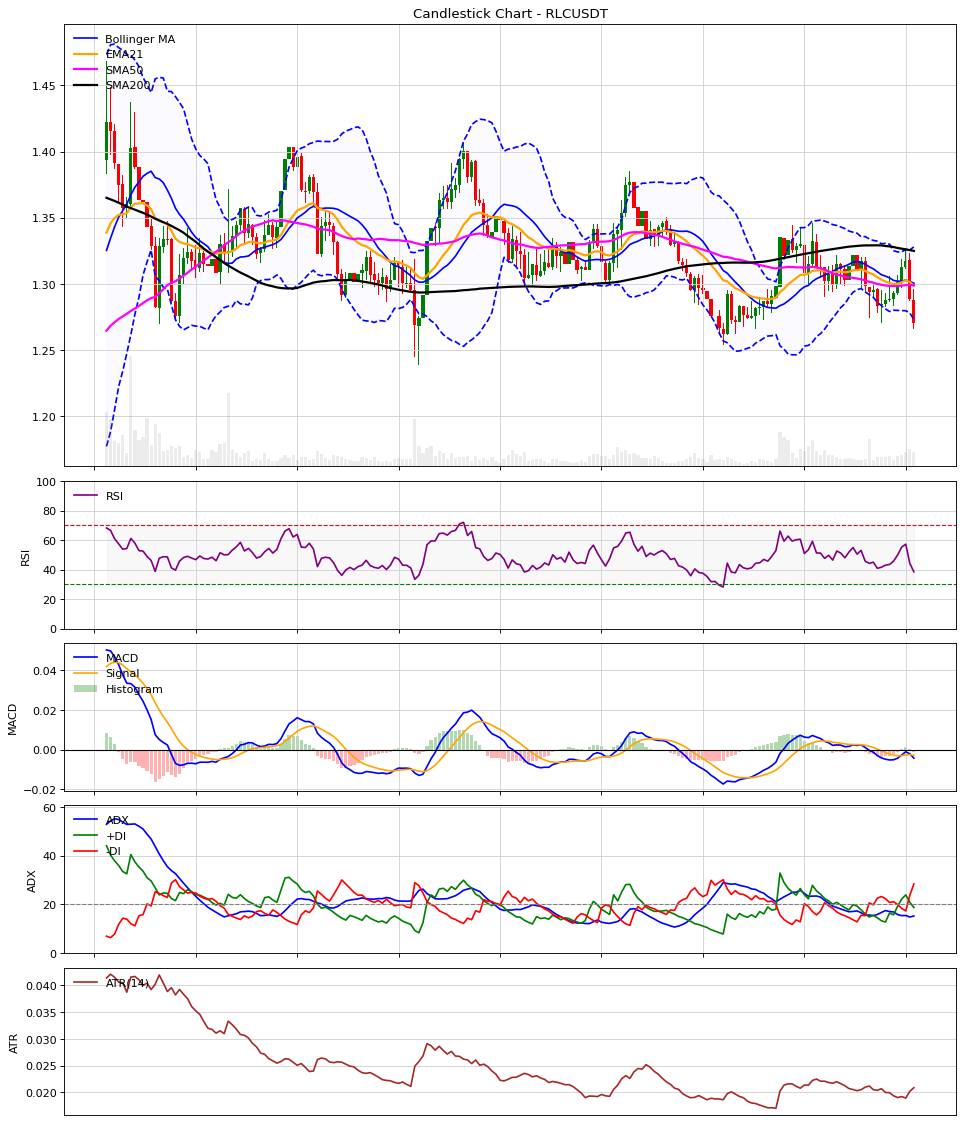 Candlestick Chart - RLCUSDT
Bollinger MA
EMA21
SMA50
SMA200
1.45
1.40
1.35
1.30
1.25
1.20
RSI
RSI
100
80
60
40
20
0
MACD
Signal
Histogram
MACD
0.04
0.02
0.00
−0.02
ADX
+DI
-DI
ADX
60
40
20
0
ATR(14)
ATR
0.040
0.035
0.030
0.025
0.020